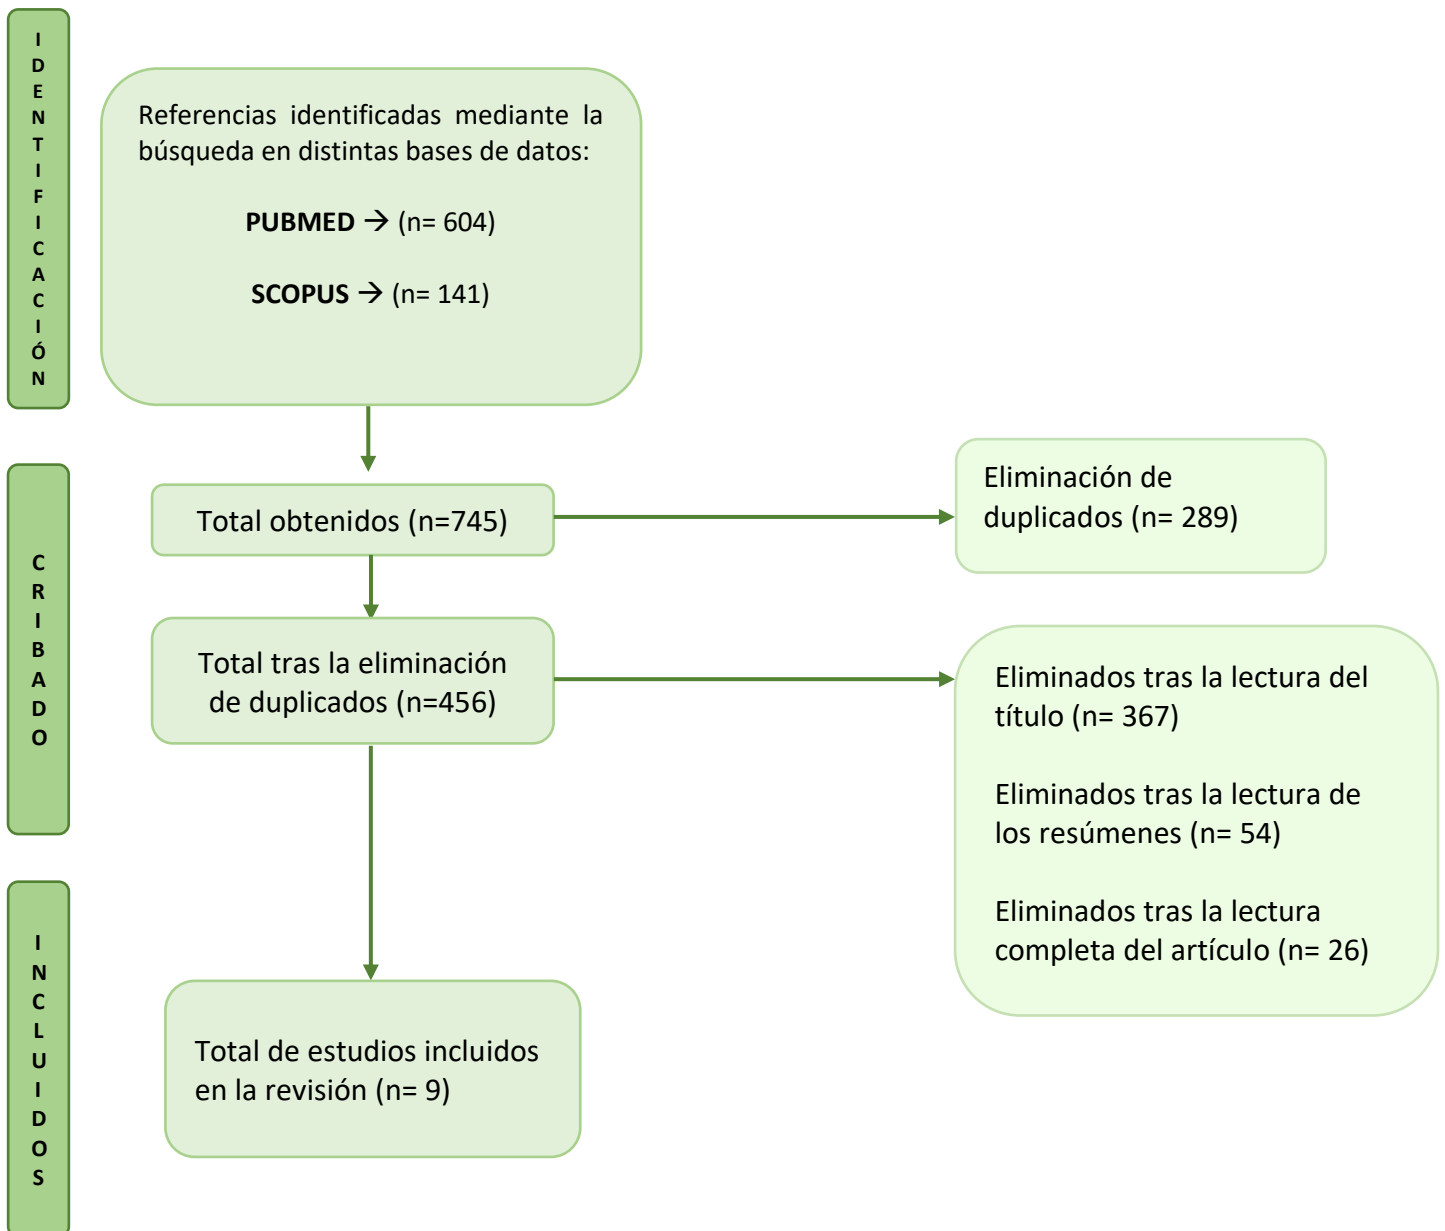 IDENTIFICACIÓN
Referencias identificadas mediante la
búsqueda en distintas bases de datos:
PUBMED → (n= 604)
SCOPUS → (n= 141)
CRIBADO
Total obtenidos (n=745)
Eliminación de
duplicados (n= 289)
Total tras la eliminación
de duplicados (n=456)
Eliminados tras la lectura del
título (n= 367)
Eliminados tras la lectura de
los resúmenes (n= 54)
Eliminados tras la lectura
completa del artículo (n= 26)
INCLUIDOS
Total de estudios incluidos
en la revisión (n= 9)